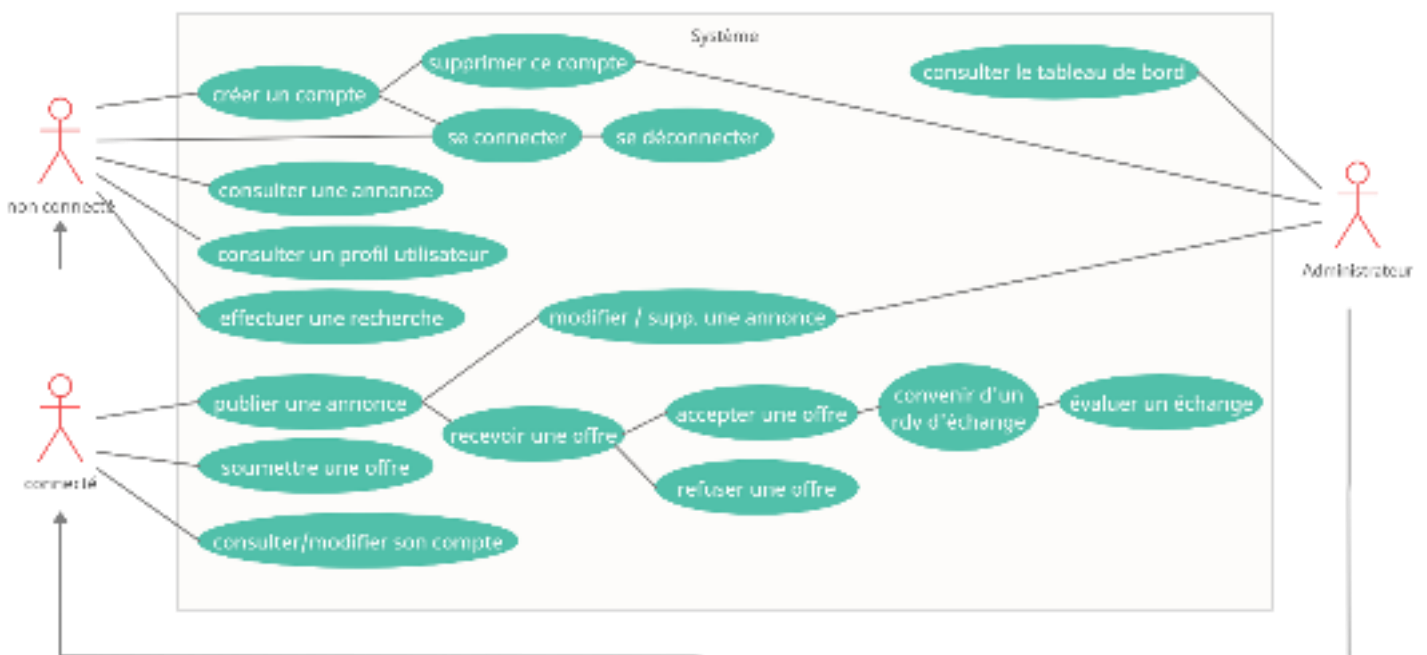 Système
supprimer ce compte
consulter le tableau de bord
créer un compte
se connecter
se déconnecter
consulter une annonce
non connecté
consulter un profil utilisateur
Administrateur
effectuer une recherche
modifier / supp. une annonce
publier une annonce
recevoir une offre
accepter une offre
convenir d'un
rdv d'échange
évaluer un échange
soumettre une offre
connecté
refuser une offre
consulter/modifier son compte